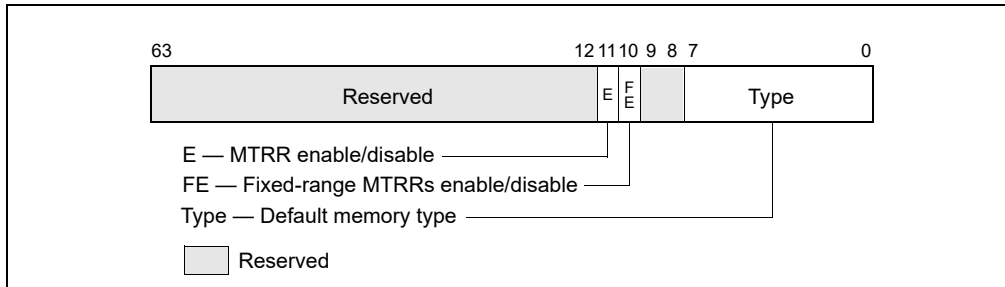 63 12 11 10 9 8 7 0
Reserved E FE Type
E — MTRR enable/disable
FE — Fixed-range MTRRs enable/disable
Type — Default memory type
Reserved